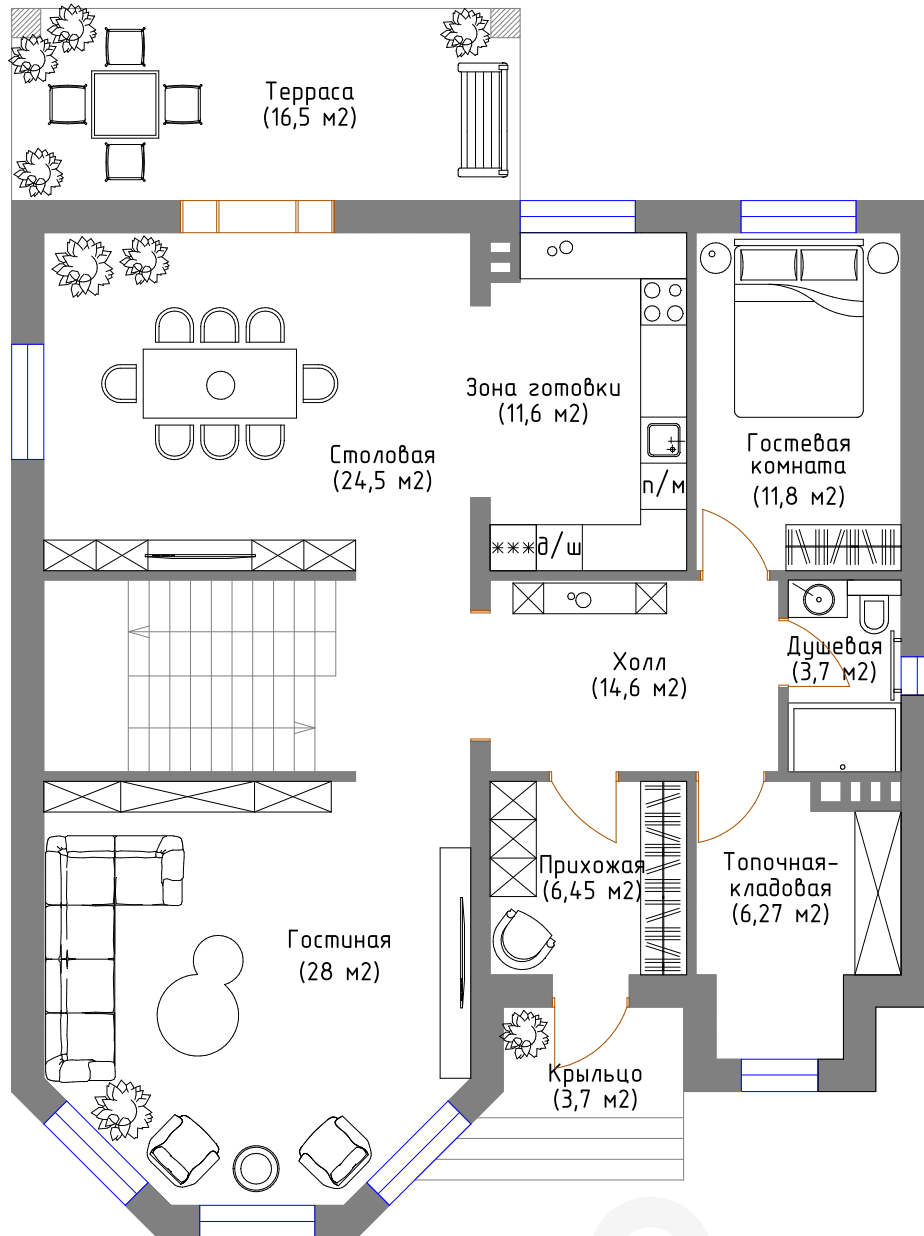 Терраса
(16,5 м2)
Зона готовки
(11,6 м2)
Столовая
(24,5 м2)
Гостевая
комната
(11,8 м2)
п/м
***
д/ш
Холл
(14,6 м2)
Душевая
(3,7 м2)
Прихожая
(6,45 м2)
Топочная-
кладовая
(6,27 м2)
Гостиная
(28 м2)
Крыльцо
(3,7 м2)